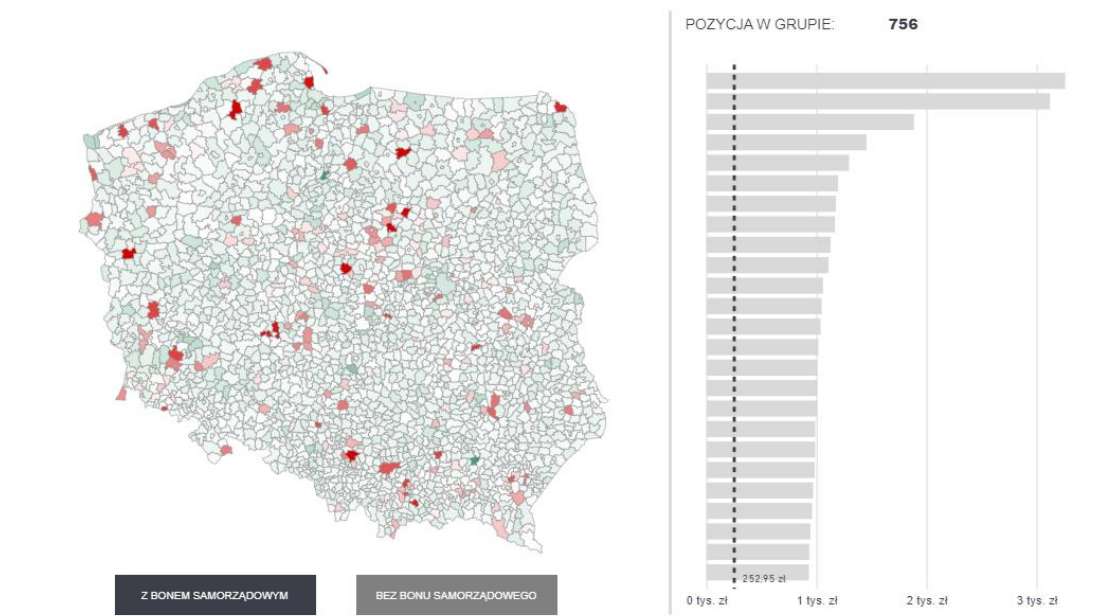 POZYCJA W GRUPIE: 756
252,95 zł
0 tys. zł 1 tys. zł 2 tys. zł 3 tys. zł
Z BONEM SAMORZĄDOWYM BEZ BONU SAMORZĄDOWEGO